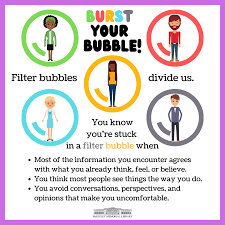 BURST
YOUR
BUBBLE!
Filter bubbles divide us.
You know
you're stuck
in a filter bubble when
• Most of the information you encounter agrees
with what you already think, feel, or believe.
• You think most people see things the way you do.
• You avoid conversations, perspectives, and
opinions that make you uncomfortable.